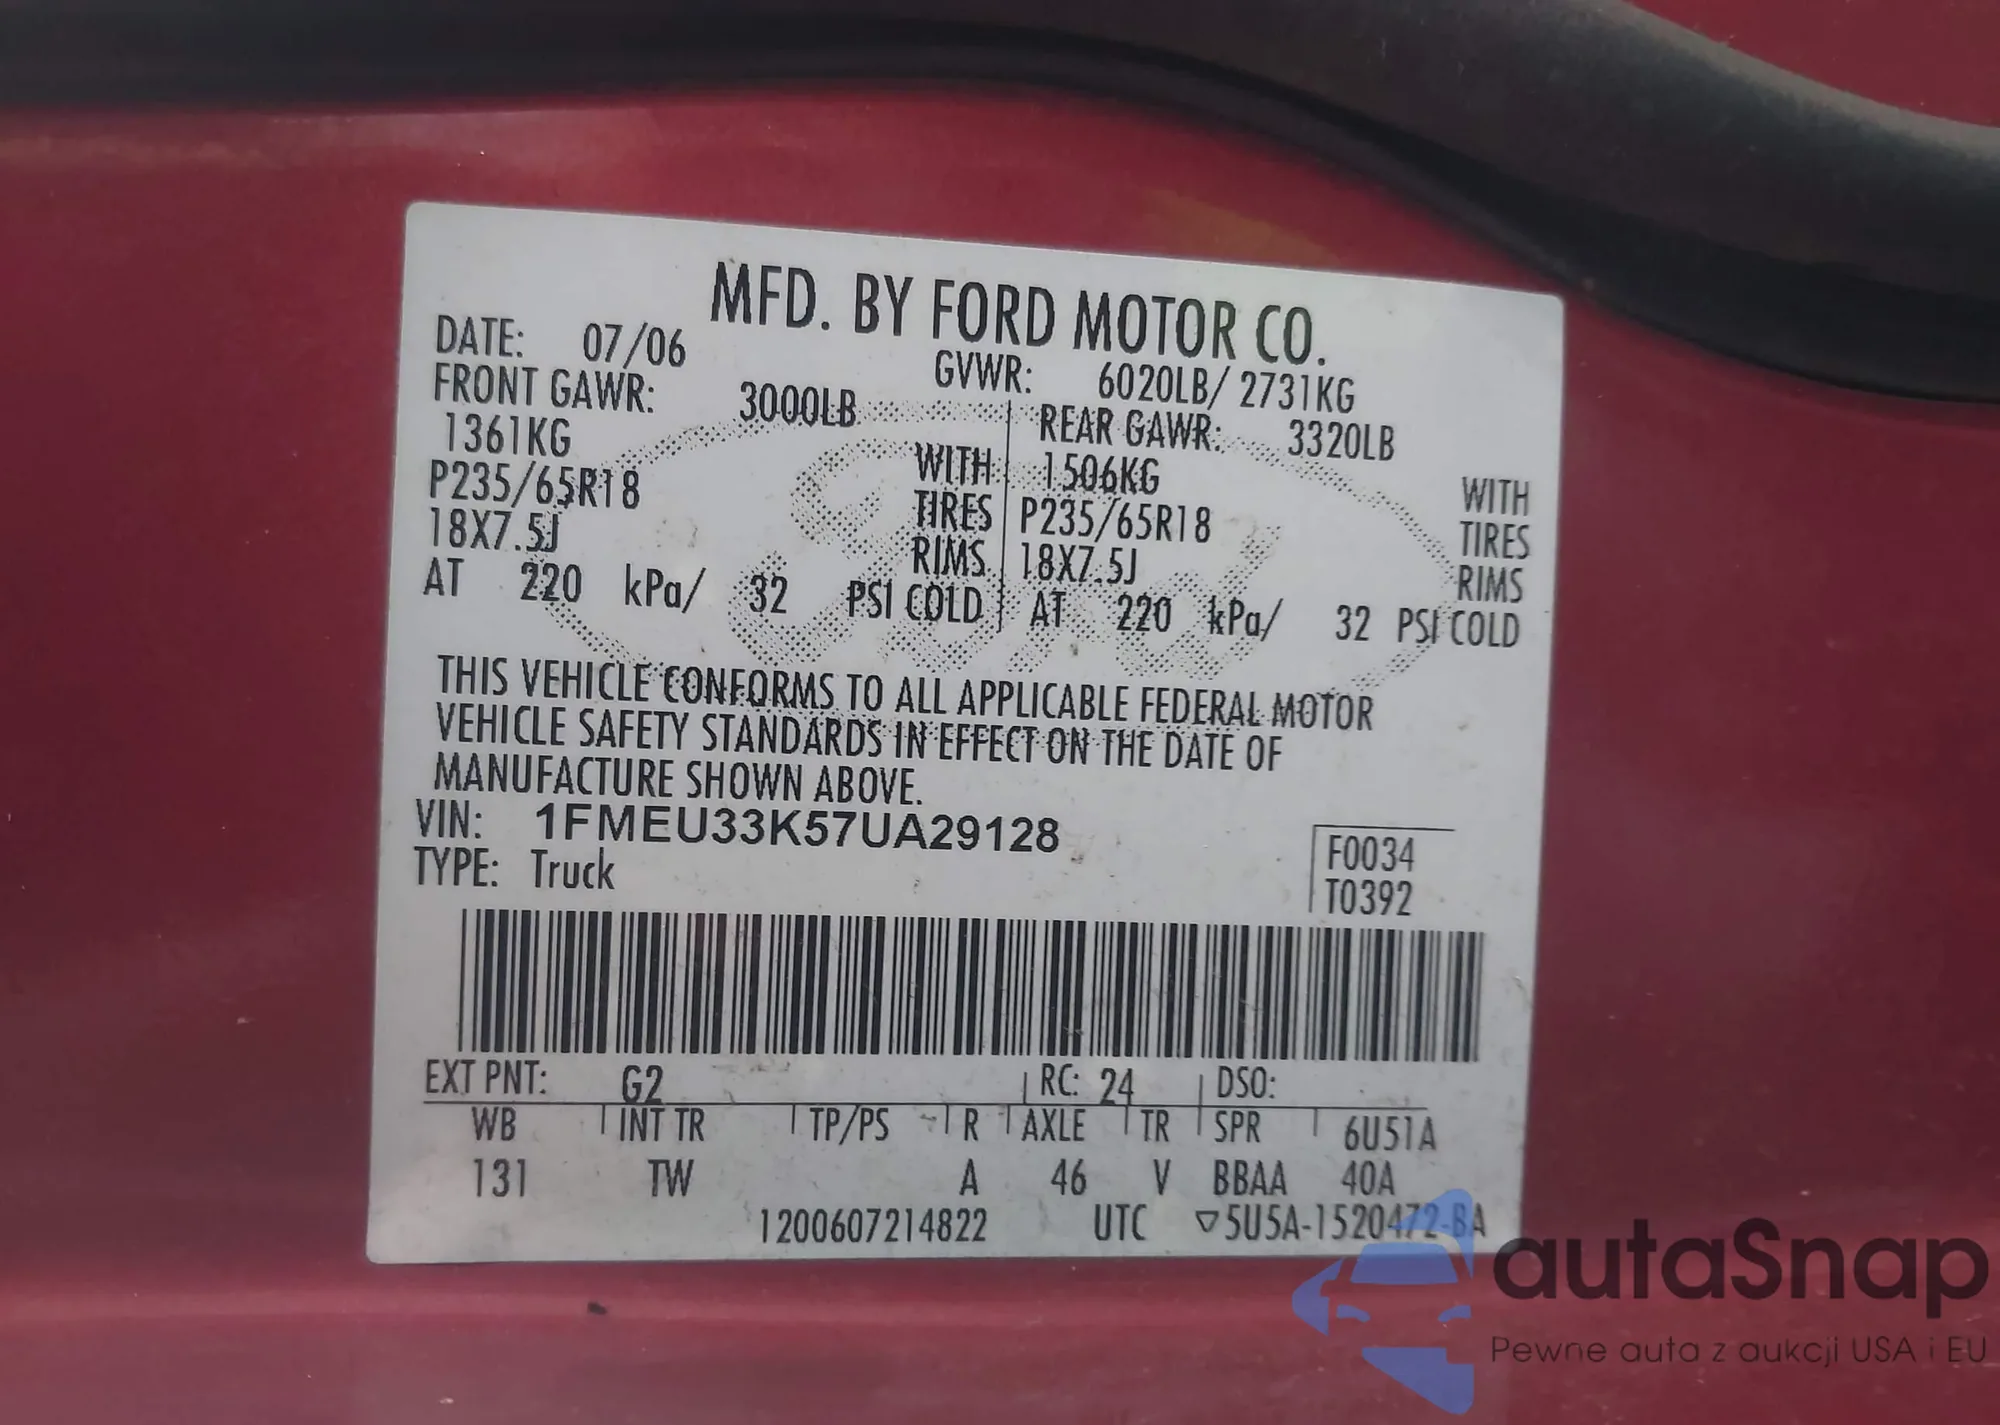 MFD. BY FORD MOTOR CO.
DATE: 07/06 GVWR: 6020LB/ 2731KG
FRONT GAWR: 3000LB REAR GAWR: 3320LB
1361KG WITH 1506KG WITH
P235/65R18 TIRES P235/65R18 TIRES
18X7.5J RIMS 18X7.5J RIMS
AT 220 kPa/ 32 PSI COLD AT 220 kPa/ 32 PSI COLD
Ford
THIS VEHICLE CONFORMS TO ALL APPLICABLE FEDERAL MOTOR
VEHICLE SAFETY STANDARDS IN EFFECT ON THE DATE OF
MANUFACTURE SHOWN ABOVE.
VIN: 1FMEU33K57UA29128
TYPE: Truck
F0034
T0392
EXT PNT: G2 RC: 24 DSO:
WB INT TR TP/PS R AXLE TR SPR 6U51A
131 TW A 46 V BBAA 40A
1200607214822 UTC ▽5U5A-1520472-BA
autaSnap
Pewne auta z aukcji USA i EU